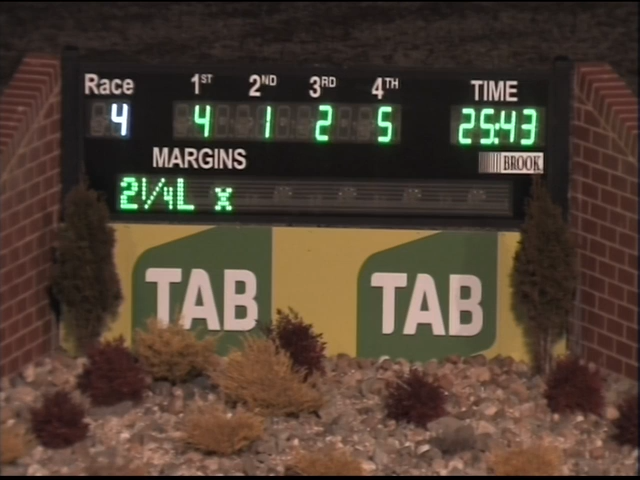 Race 1ST 2ND 3RD 4TH TIME
4 4 1 2 5 25:43
MARGINS BROOK
2¼L x
TAB TAB